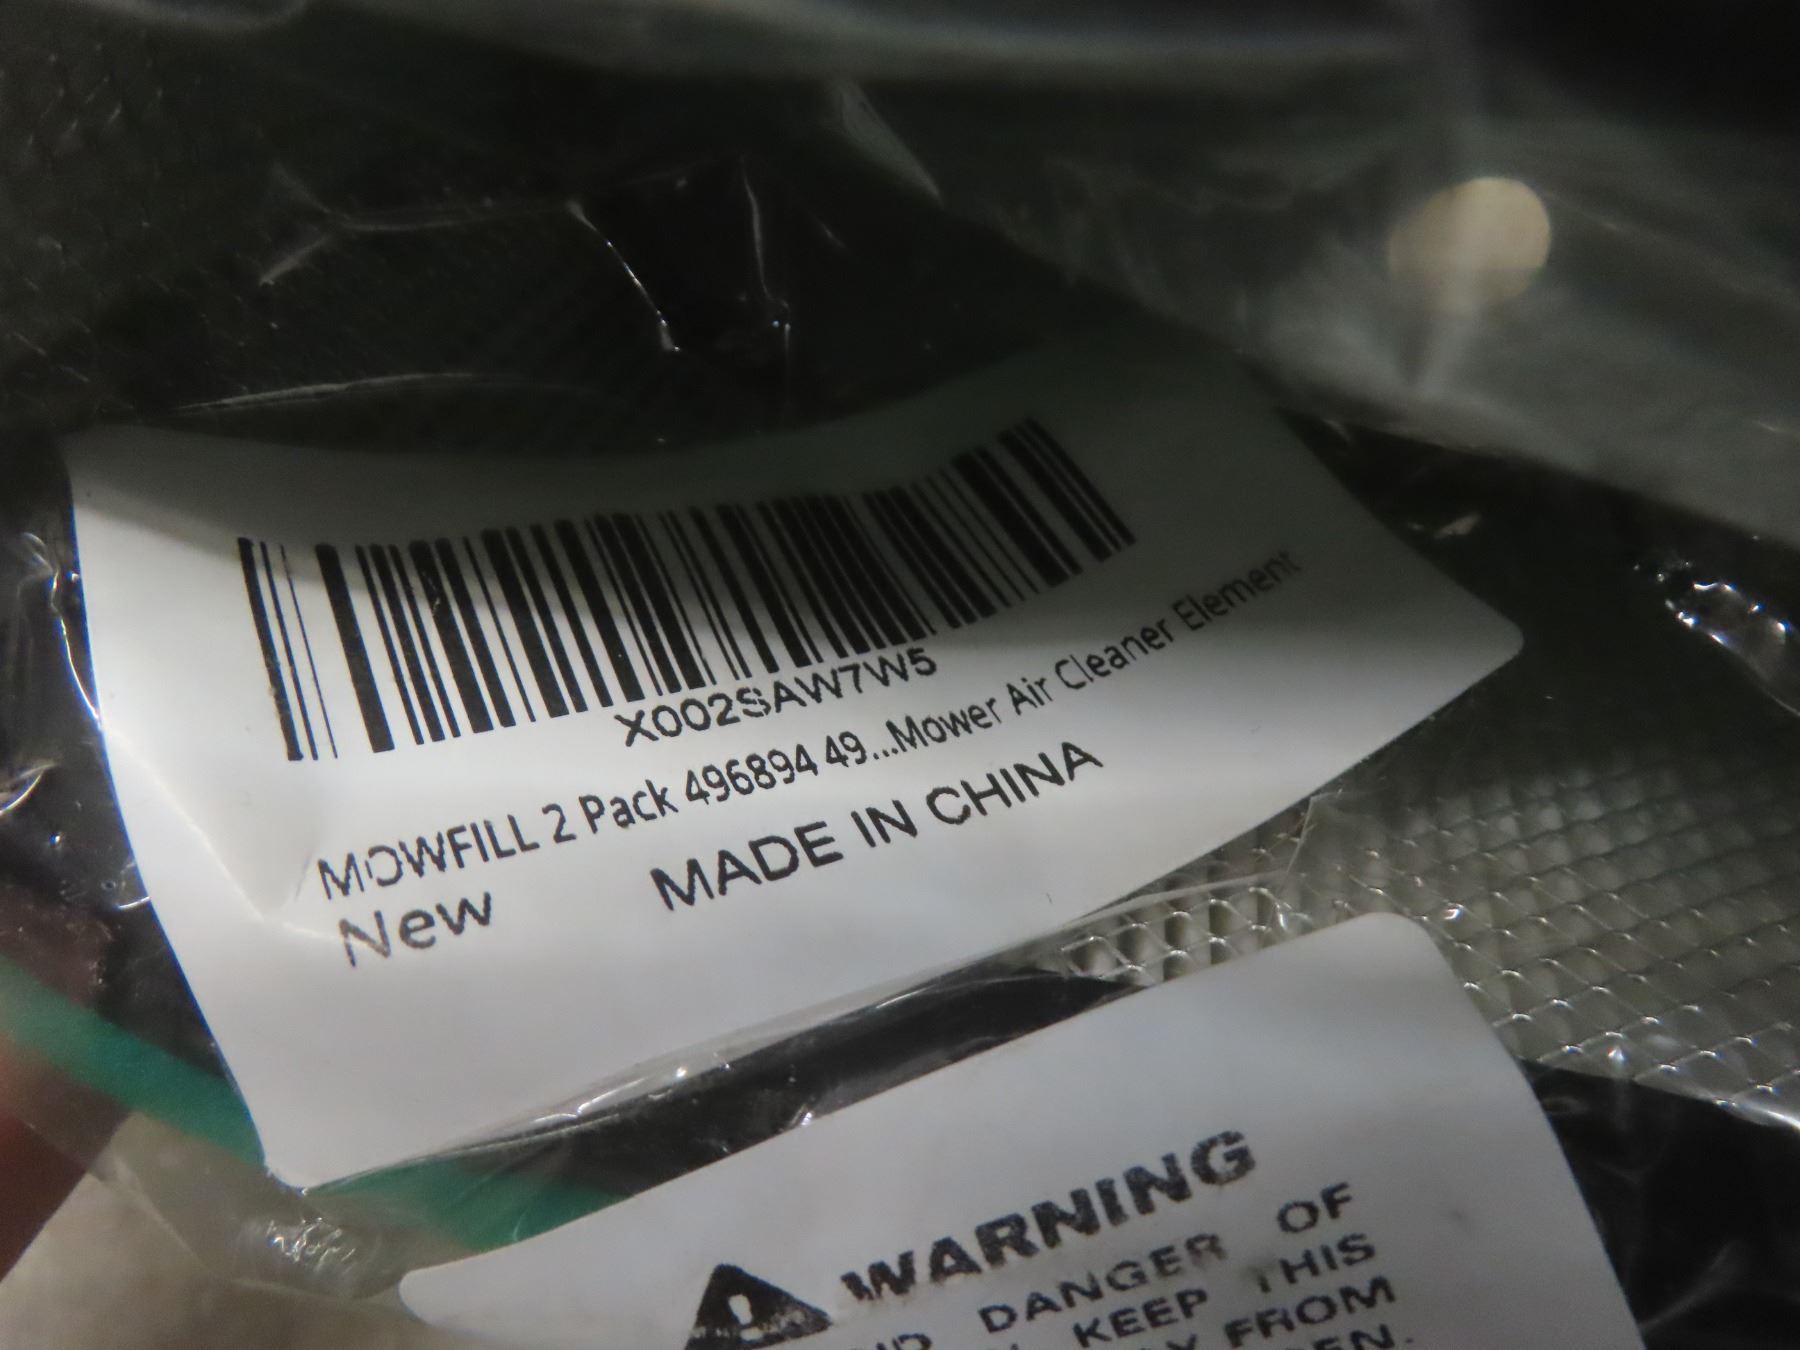 X002SAW7W5
MOWFILL 2 Pack 496894 49...Mower Air Cleaner Element
New MADE IN CHINA
WARNING
DANGER OF
KEEP THIS
FROM